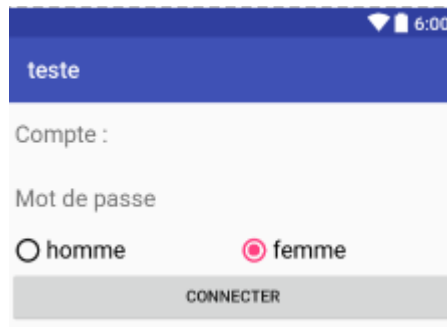 6:00
teste
Compte :
Mot de passe
homme femme
CONNECTER